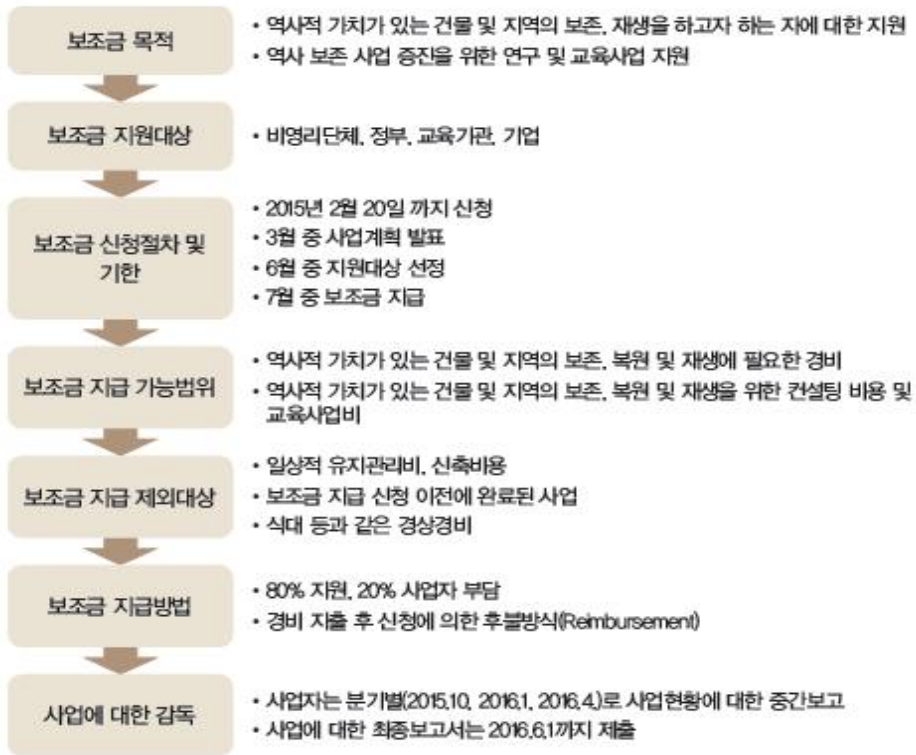 보조금 목적
• 역사적 가치가 있는 건물 및 지역의 보존, 재생을 하고자 하는 자에 대한 지원
• 역사 보존 사업 증진을 위한 연구 및 교육사업 지원
보조금 지원대상
• 비영리단체, 정부, 교육기관, 기업
보조금 신청절차 및
기한
• 2015년 2월 20일 까지 신청
• 3월 중 사업계획 발표
• 6월 중 지원대상 선정
• 7월 중 보조금 지급
보조금 지급 가능범위
• 역사적 가치가 있는 건물 및 지역의 보존, 복원 및 재생에 필요한 경비
• 역사적 가치가 있는 건물 및 지역의 보존, 복원 및 재생을 위한 컨설팅 비용 및
교육사업비
보조금 지급 제외대상
• 일상적 유지관리비, 신축비용
• 보조금 지급 신청 이전에 완료된 사업
• 식대 등과 같은 경상경비
보조금 지급방법
• 80% 지원, 20% 사업자 부담
• 경비 지출 후 신청에 의한 후불방식(Reimbursement)
사업에 대한 감독
• 사업자는 분기별(2015.10, 2016.1, 2016.4.)로 사업현황에 대한 중간보고
• 사업에 대한 최종보고서는 2016.6.1까지 제출